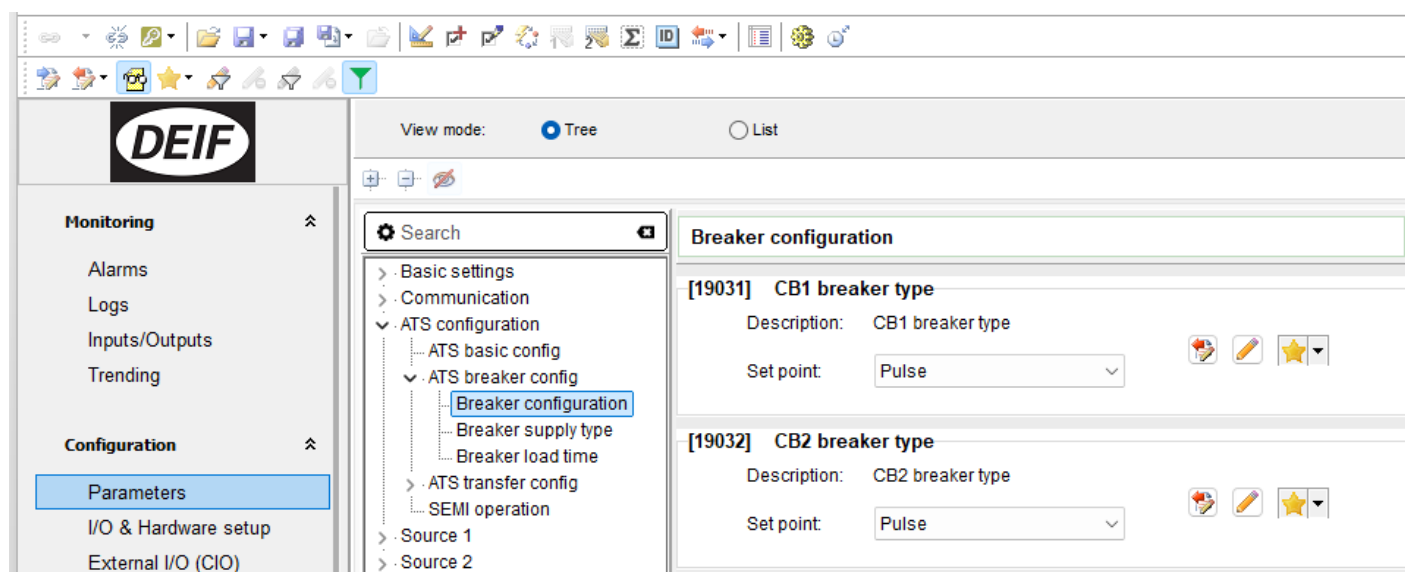 ID
DEIF
View mode:
Tree
List
Monitoring
Alarms
Logs
Inputs/Outputs
Trending
Configuration
Parameters
I/O & Hardware setup
External I/O (CIO)
Search
Basic settings
Communication
ATS configuration
ATS basic config
ATS breaker config
Breaker configuration
Breaker supply type
Breaker load time
ATS transfer config
SEMI operation
Source 1
Source 2
Breaker configuration
[19031] CB1 breaker type
Description: CB1 breaker type
Set point: Pulse
[19032] CB2 breaker type
Description: CB2 breaker type
Set point: Pulse